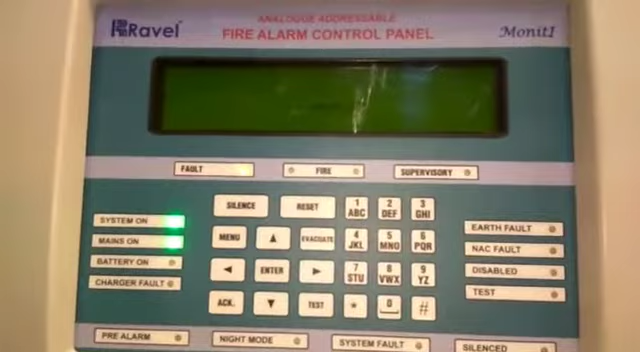 Ravel
ANALOGUE ADDRESSABLE
FIRE ALARM CONTROL PANEL
MonitI
FAULT
FIRE
SUPERVISORY
SYSTEM ON
MAINS ON
BATTERY ON
CHARGER FAULT
SILENCE
RESET
1
ABC
2
DEF
3
GHI
MENU
EVACUATE
4
JKL
5
MNO
6
PQR
ENTER
7
STU
8
VWX
9
YZ
ACK.
TEST
*
0
#
EARTH FAULT
NAC FAULT
DISABLED
TEST
PRE ALARM
NIGHT MODE
SYSTEM FAULT
SILENCED